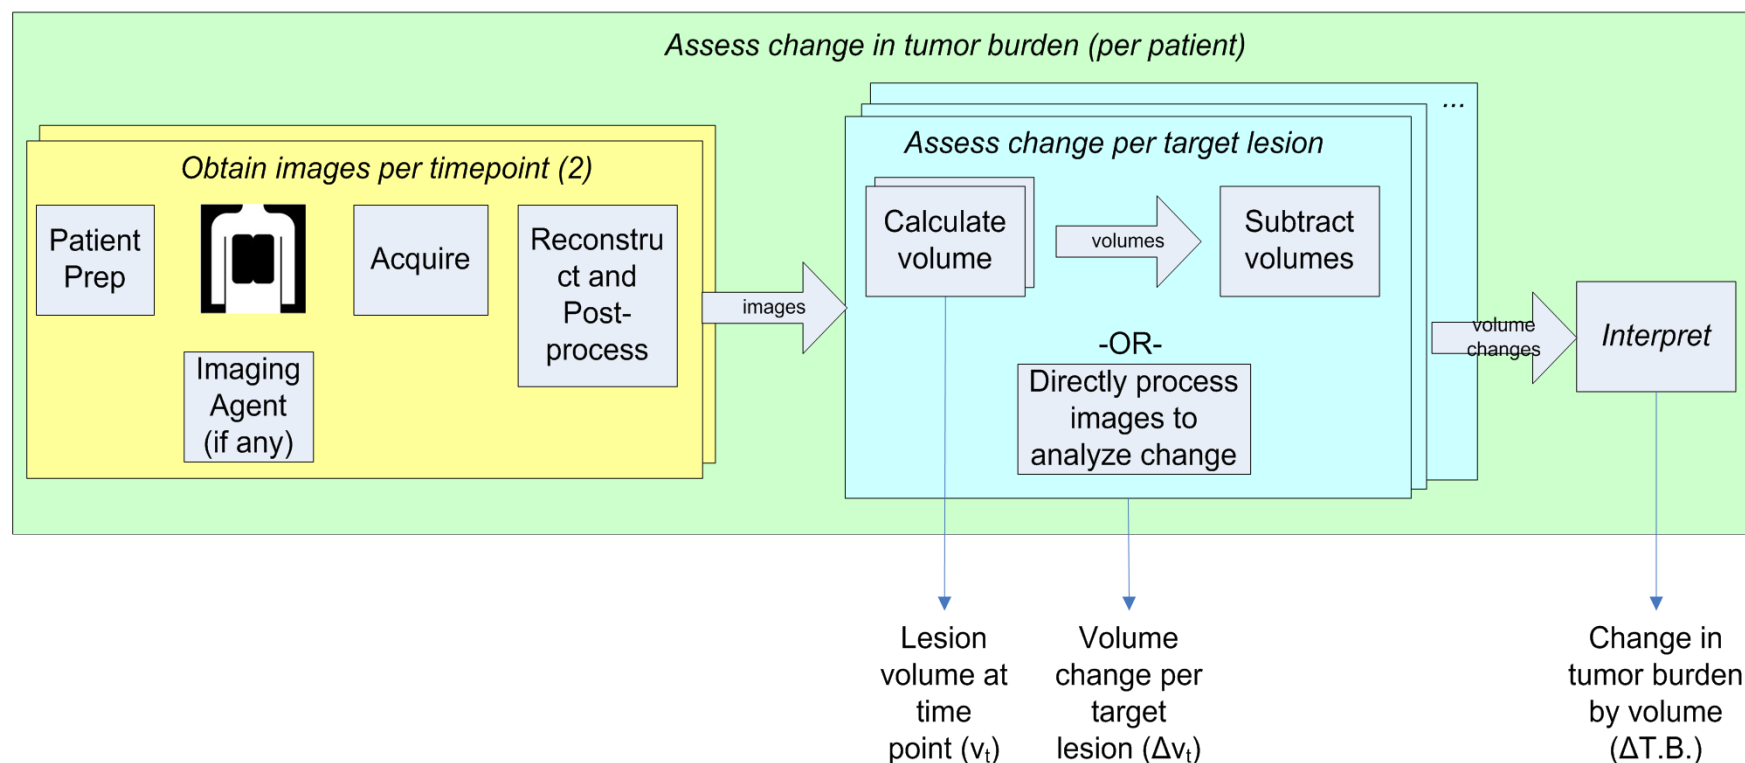 Assess change in tumor burden (per patient)
...
Obtain images per timepoint (2)
Patient
Prep
Imaging
Agent
(if any)
Acquire
Reconstru
ct and
Post-
process
images
Assess change per target lesion
Calculate
volume
volumes
Subtract
volumes
-OR-
Directly process
images to
analyze change
volume
changes
Interpret
Lesion
volume at
time
point (vₜ)
Volume
change per
target
lesion (Δvₜ)
Change in
tumor burden
by volume
(ΔT.B.)